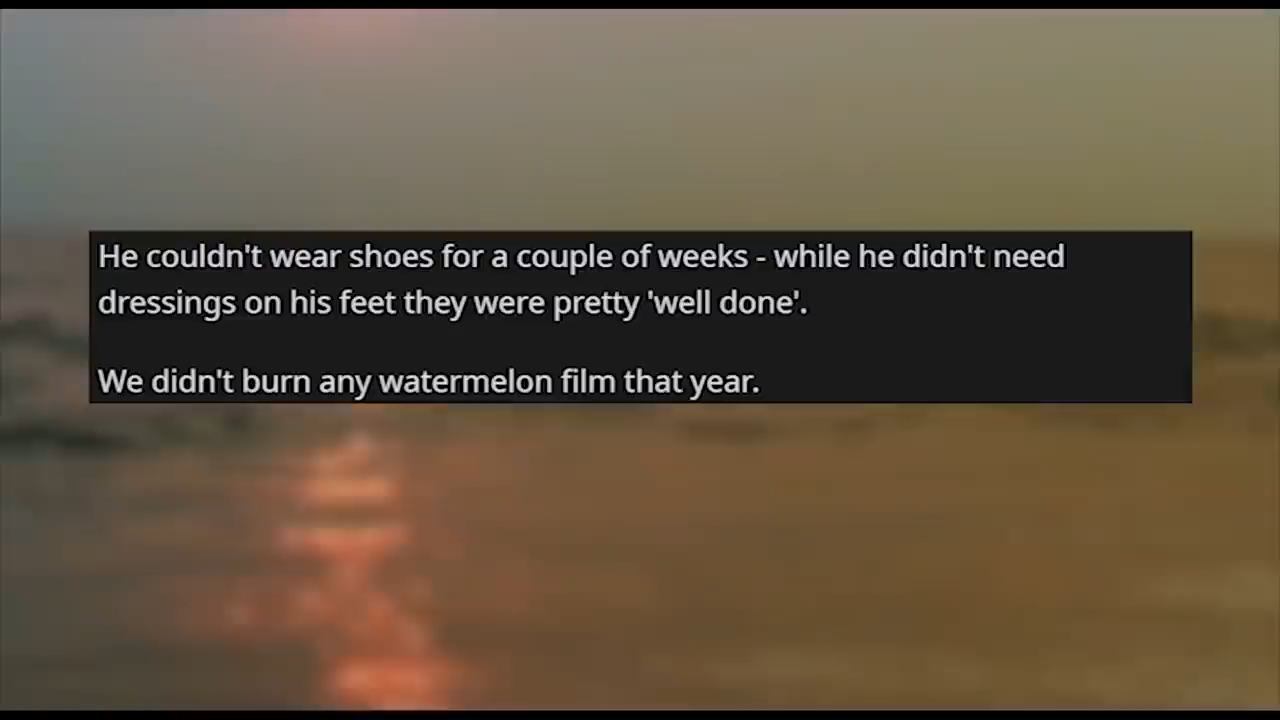 He couldn't wear shoes for a couple of weeks - while he didn't need
dressings on his feet they were pretty 'well done'.
We didn't burn any watermelon film that year.